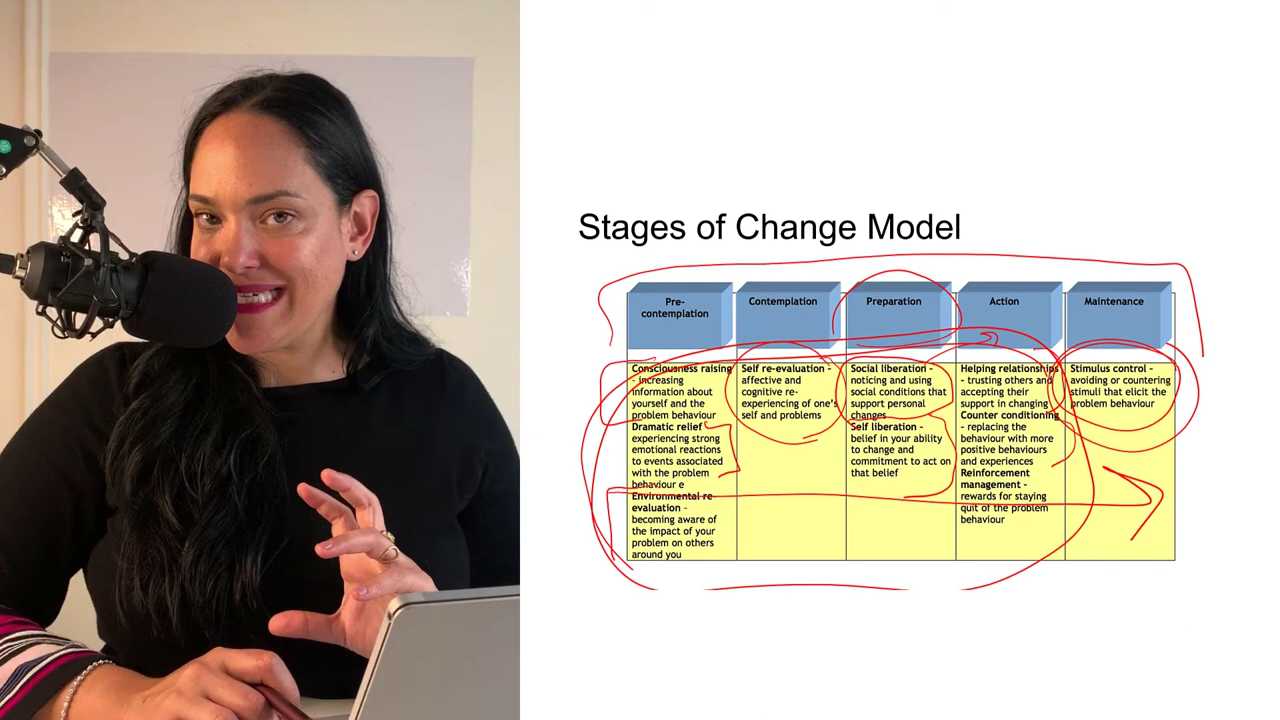 Stages of Change Model
Pre-
contemplation
Contemplation
Preparation
Action
Maintenance
Consciousness raising
- increasing
information about
yourself and the
problem behaviour
Dramatic relief -
experiencing strong
emotional reactions
to events associated
with the problem
behaviour e
Environmental re-
evaluation -
becoming aware of
the impact of your
problem on others
around you
Self re-evaluation -
affective and
cognitive re-
experiencing of one's
self and problems
Social liberation -
noticing and using
social conditions that
support personal
changes
Self liberation -
belief in your ability
to change and
commitment to act on
that belief
Helping relationships
- trusting others and
accepting their
support in changing
Counter conditioning
- replacing the
behaviour with more
positive behaviours
and experiences
Reinforcement
management -
rewards for staying
quit of the problem
behaviour
Stimulus control -
avoiding or countering
stimuli that elicit the
problem behaviour